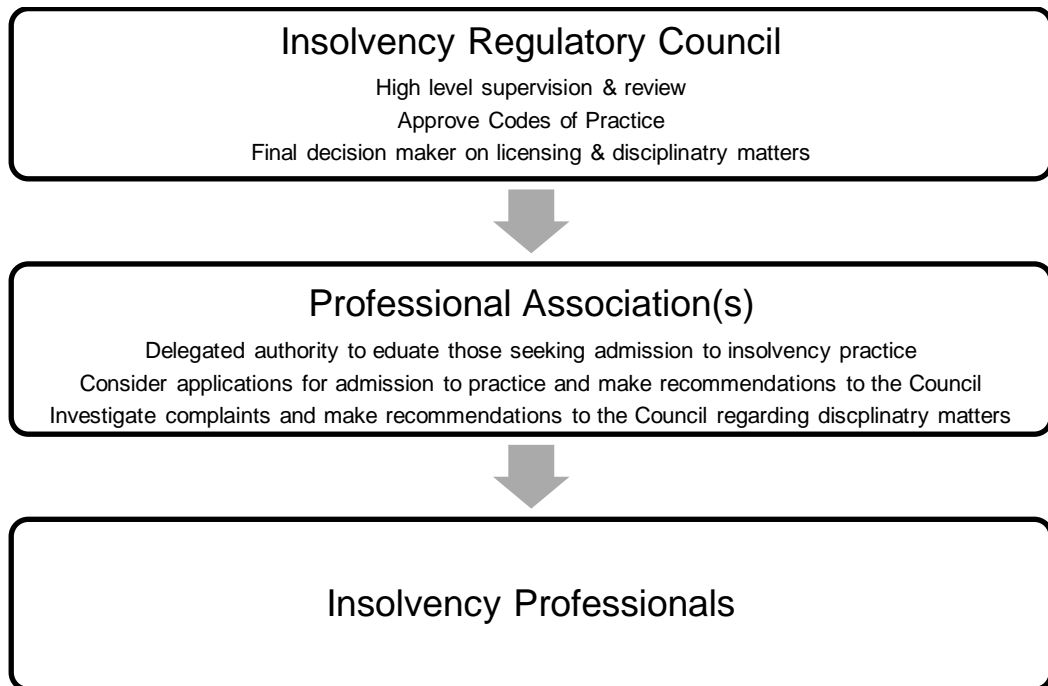 Insolvency Regulatory Council
High level supervision & review
Approve Codes of Practice
Final decision maker on licensing & disciplinatry matters
Professional Association(s)
Delegated authority to eduate those seeking admission to insolvency practice
Consider applications for admission to practice and make recommendations to the Council
Investigate complaints and make recommendations to the Council regarding discplinatry matters
Insolvency Professionals